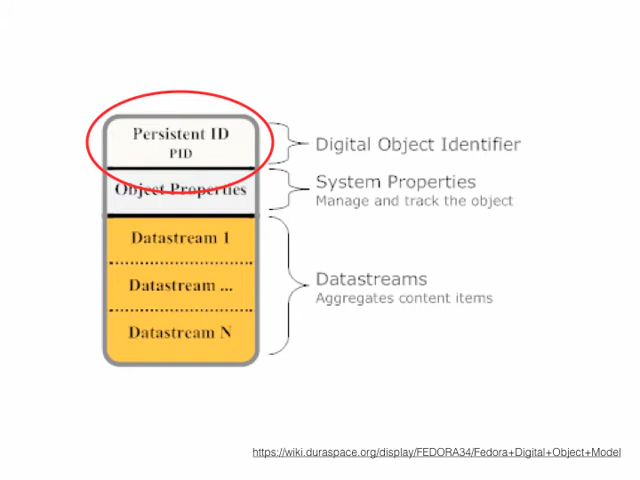 Persistent ID
PID
Digital Object Identifier
Object Properties
System Properties
Manage and track the object
Datastream 1
Datastream ...
Datastream N
Datastreams
Aggregates content items
https://wiki.duraspace.org/display/FEDORA34/Fedora+Digital+Object+Model